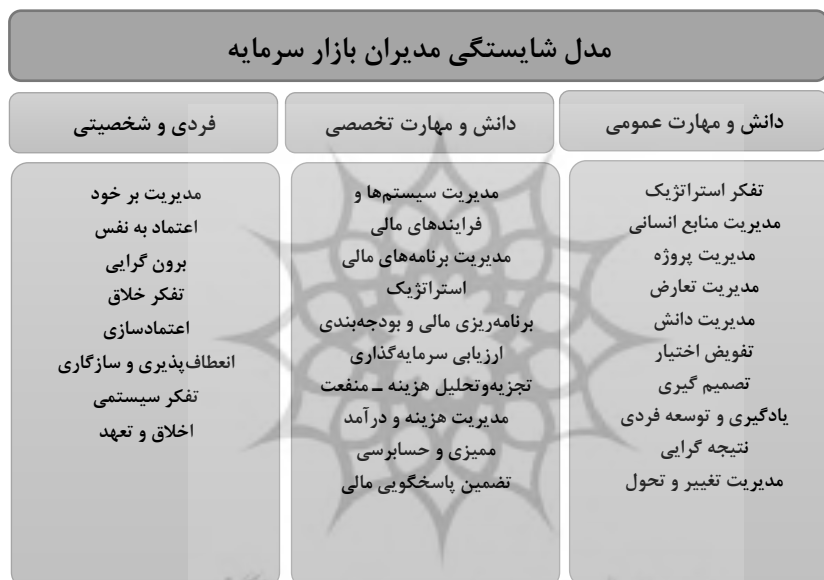 مدل شایستگی مدیران بازار سرمایه
دانش و مهارت عمومی
تفکر استراتژیک
مدیریت منابع انسانی
مدیریت پروژه
مدیریت تعارض
مدیریت دانش
تفویض اختیار
تصمیم گیری
یادگیری و توسعه فردی
نتیجه گرایی
مدیریت تغییر و تحول
دانش و مهارت تخصصی
مدیریت سیستم‌ها و
فرایندهای مالی
مدیریت برنامه‌های مالی
استراتژیک
برنامه‌ریزی مالی و بودجه‌بندی
ارزیابی سرمایه‌گذاری
تجزیه‌وتحلیل هزینه – منفعت
مدیریت هزینه و درآمد
ممیزی و حسابرسی
تضمین پاسخگویی مالی
فردی و شخصیتی
مدیریت بر خود
اعتماد به نفس
برون گرایی
تفکر خلاق
اعتمادسازی
انعطاف‌پذیری و سازگاری
تفکر سیستمی
اخلاق و تعهد